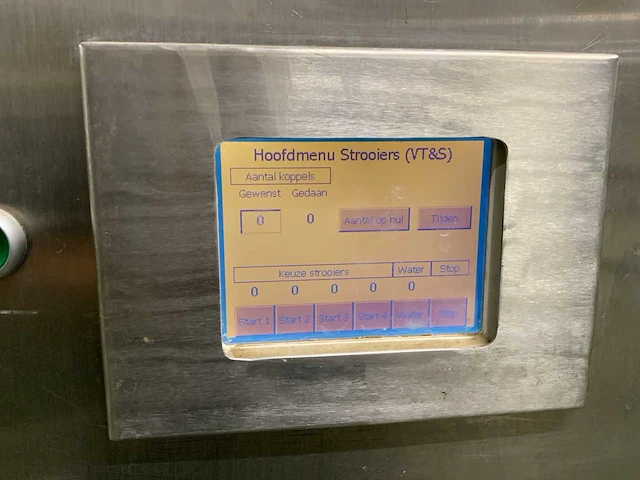 Hoofdmenu Strooiers (VT&S)
Aantal koppels
Gewenst Gedaan
0 0 Aantal op nul Tijden
Keuze strooiers Water Stop
0 0 0 0 0
Start 1 Start 2 Start 3 Start 4 Water Stop